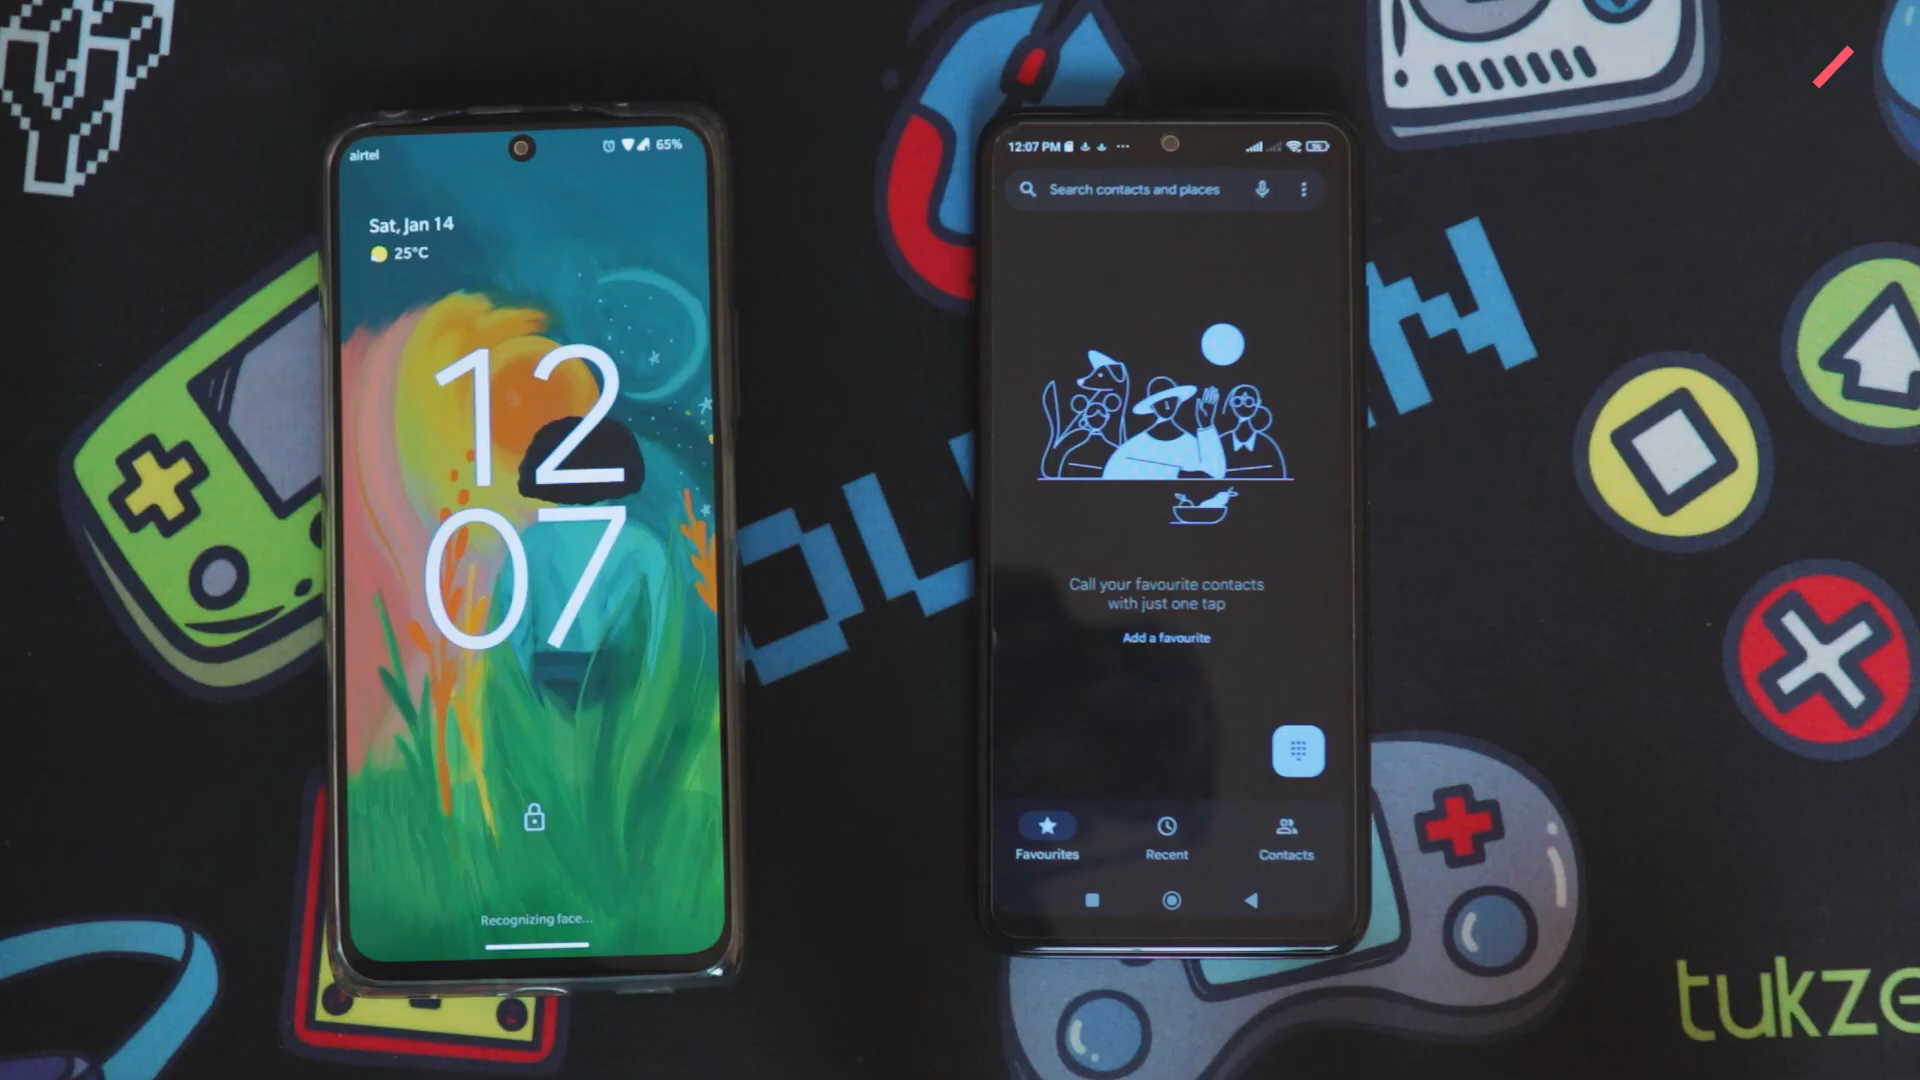 airtel
65%
Sat, Jan 14
25°C
12
07
Recognizing face...
12:07 PM
Search contacts and places
Call your favourite contacts
with just one tap
Add a favourite
Favourites
Recent
Contacts